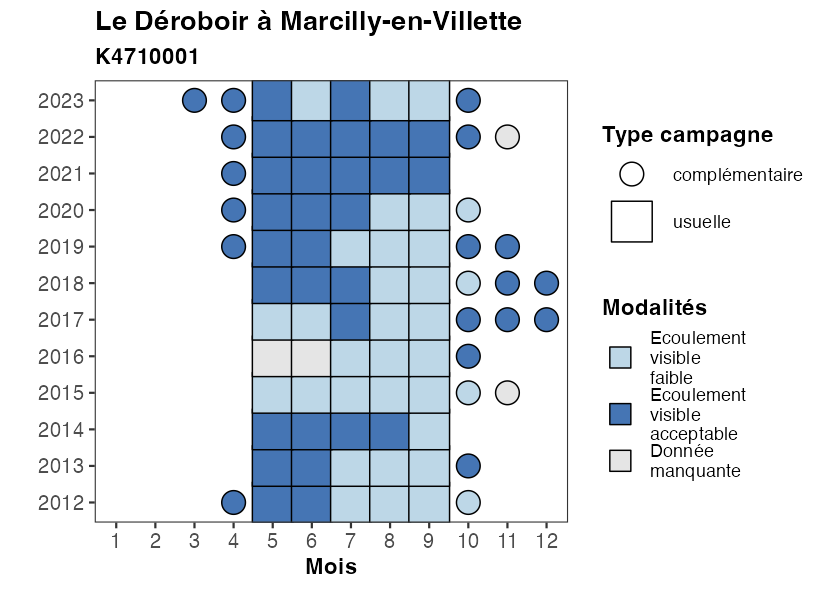 Le Déroboir à Marcilly-en-Villette
K4710001
2023
2022
2021
2020
2019
2018
2017
2016
2015
2014
2013
2012
1 2 3 4 5 6 7 8 9 10 11 12
Mois
Type campagne
complémentaire
usuelle
Modalités
Ecoulement
visible
faible
Ecoulement
visible
acceptable
Donnée
manquante